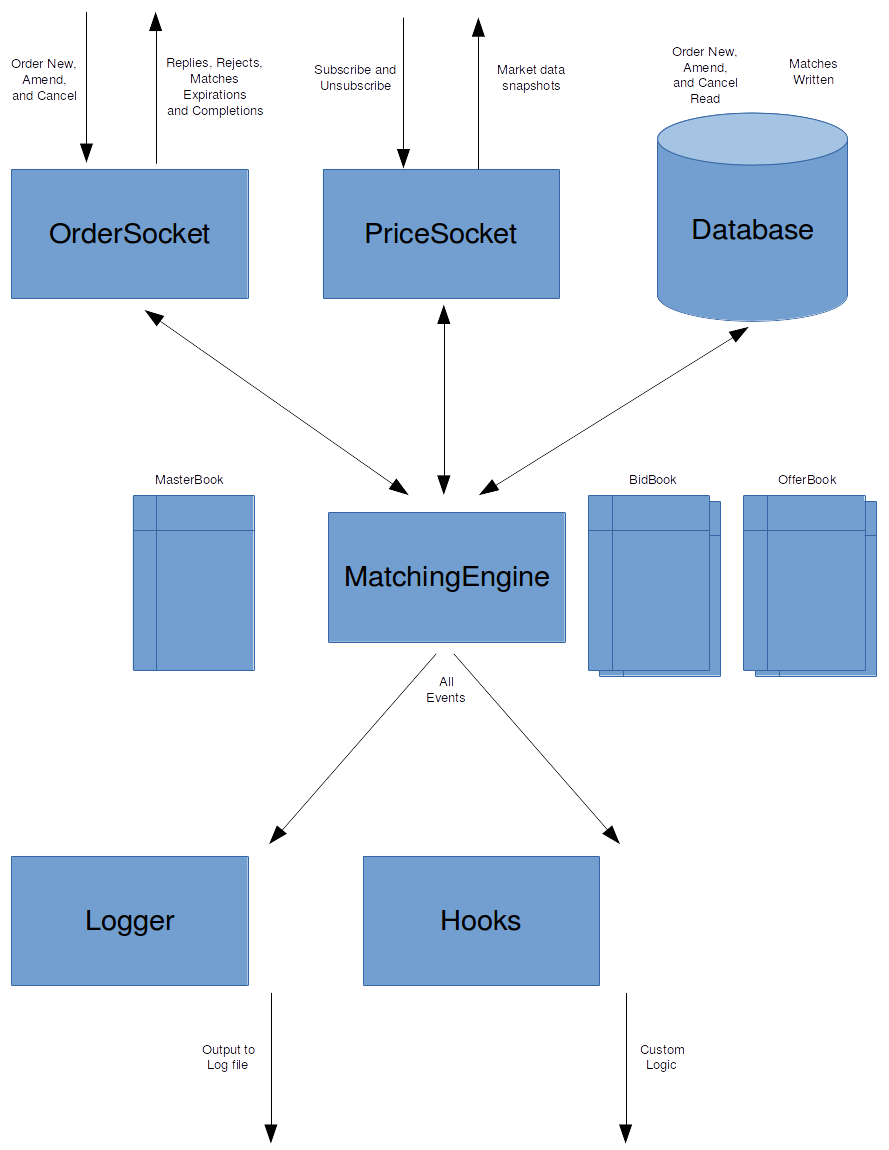 Order New,
Amend,
and Cancel
Replies, Rejects,
Matches
Expirations
and Completions
Subscribe and
Unsubscribe
Market data
snapshots
Order New,
Amend,
and Cancel
Read
Matches
Written
OrderSocket
PriceSocket
Database
MasterBook
BidBook
OfferBook
MatchingEngine
All
Events
Logger
Hooks
Output to
Log file
Custom
Logic